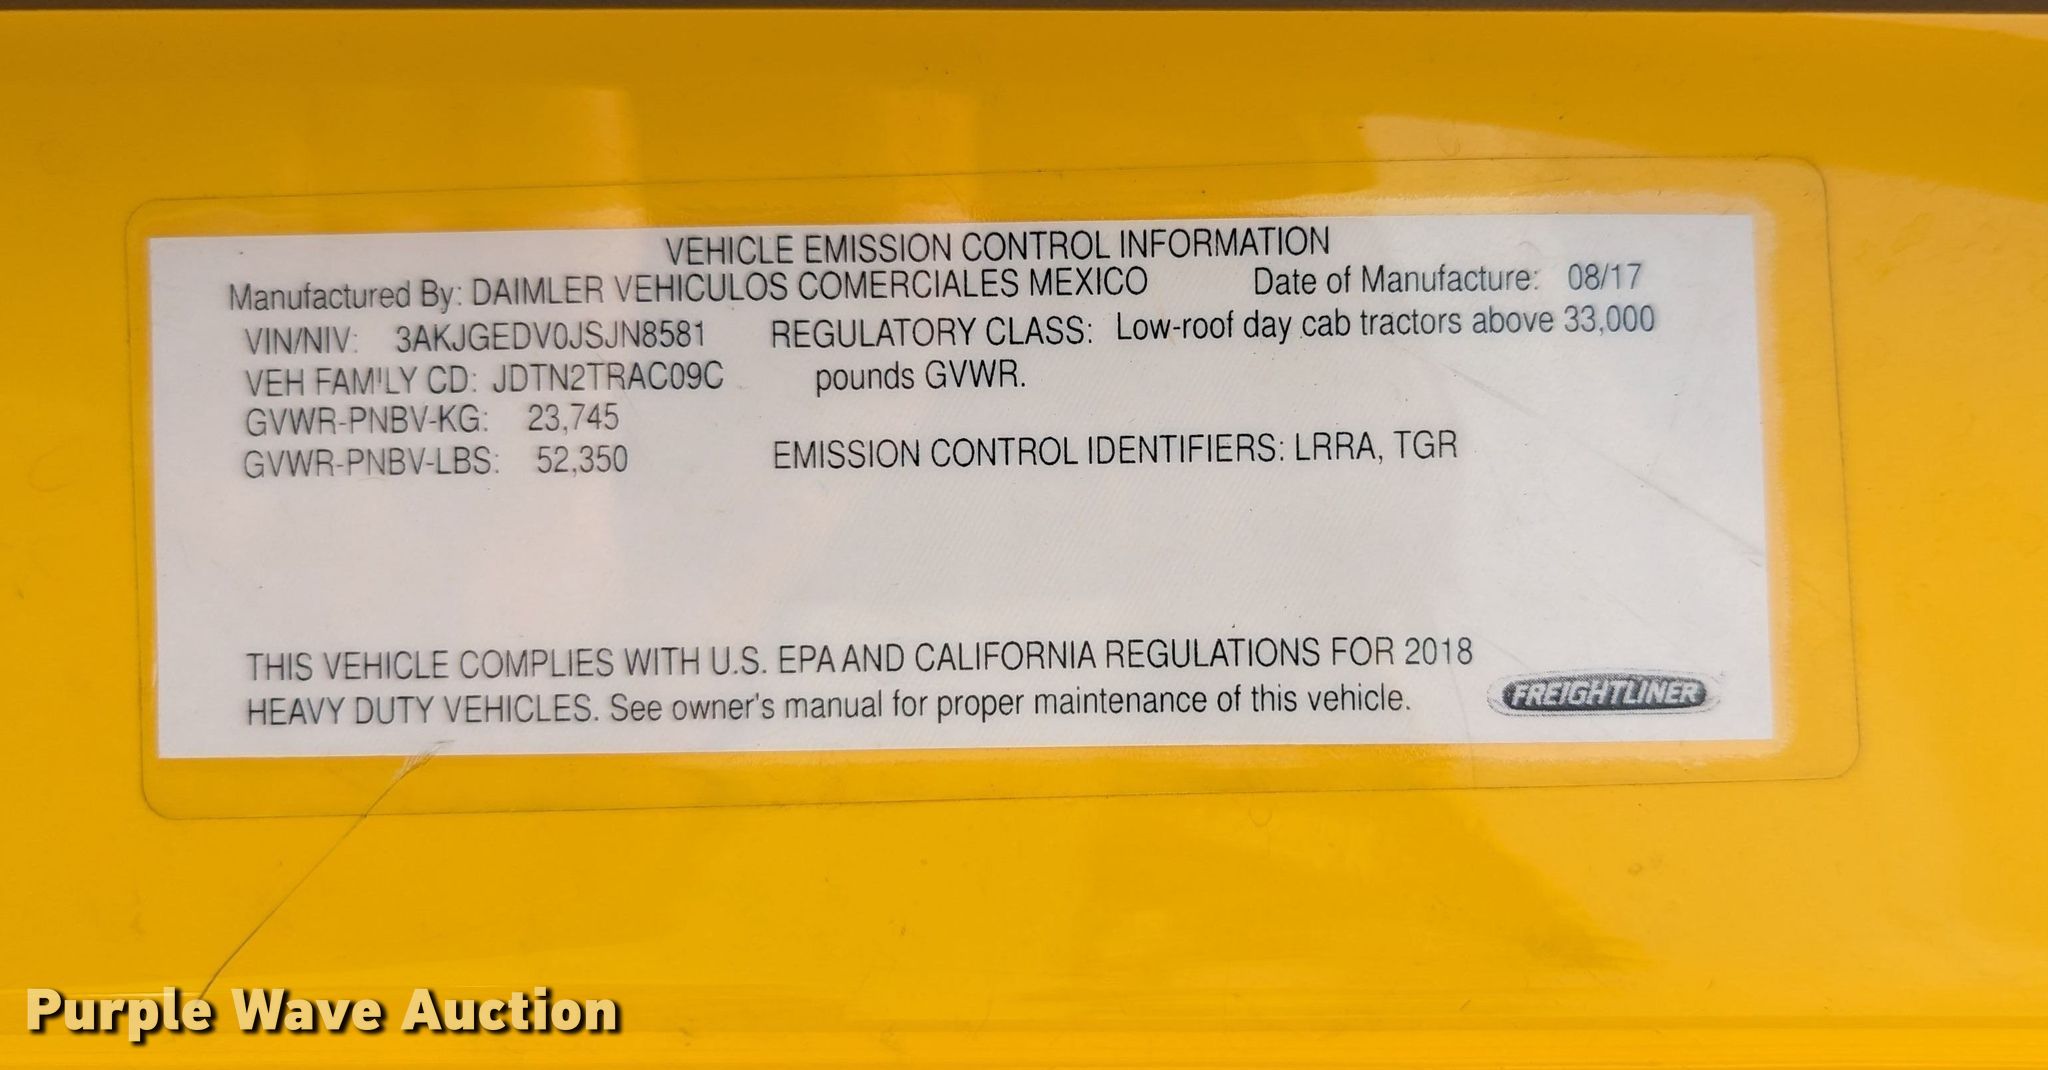 VEHICLE EMISSION CONTROL INFORMATION
Manufactured By: DAIMLER VEHICULOS COMERCIALES MEXICO Date of Manufacture: 08/17
VIN/NIV: 3AKJGEDV0JSJN8581 REGULATORY CLASS: Low-roof day cab tractors above 33,000
VEH FAMILY CD: JDTN2TRAC09C pounds GVWR.
GVWR-PNBV-KG: 23,745
GVWR-PNBV-LBS: 52,350 EMISSION CONTROL IDENTIFIERS: LRRA, TGR
THIS VEHICLE COMPLIES WITH U.S. EPA AND CALIFORNIA REGULATIONS FOR 2018
HEAVY DUTY VEHICLES. See owner's manual for proper maintenance of this vehicle.
FREIGHTLINER
Purple Wave Auction